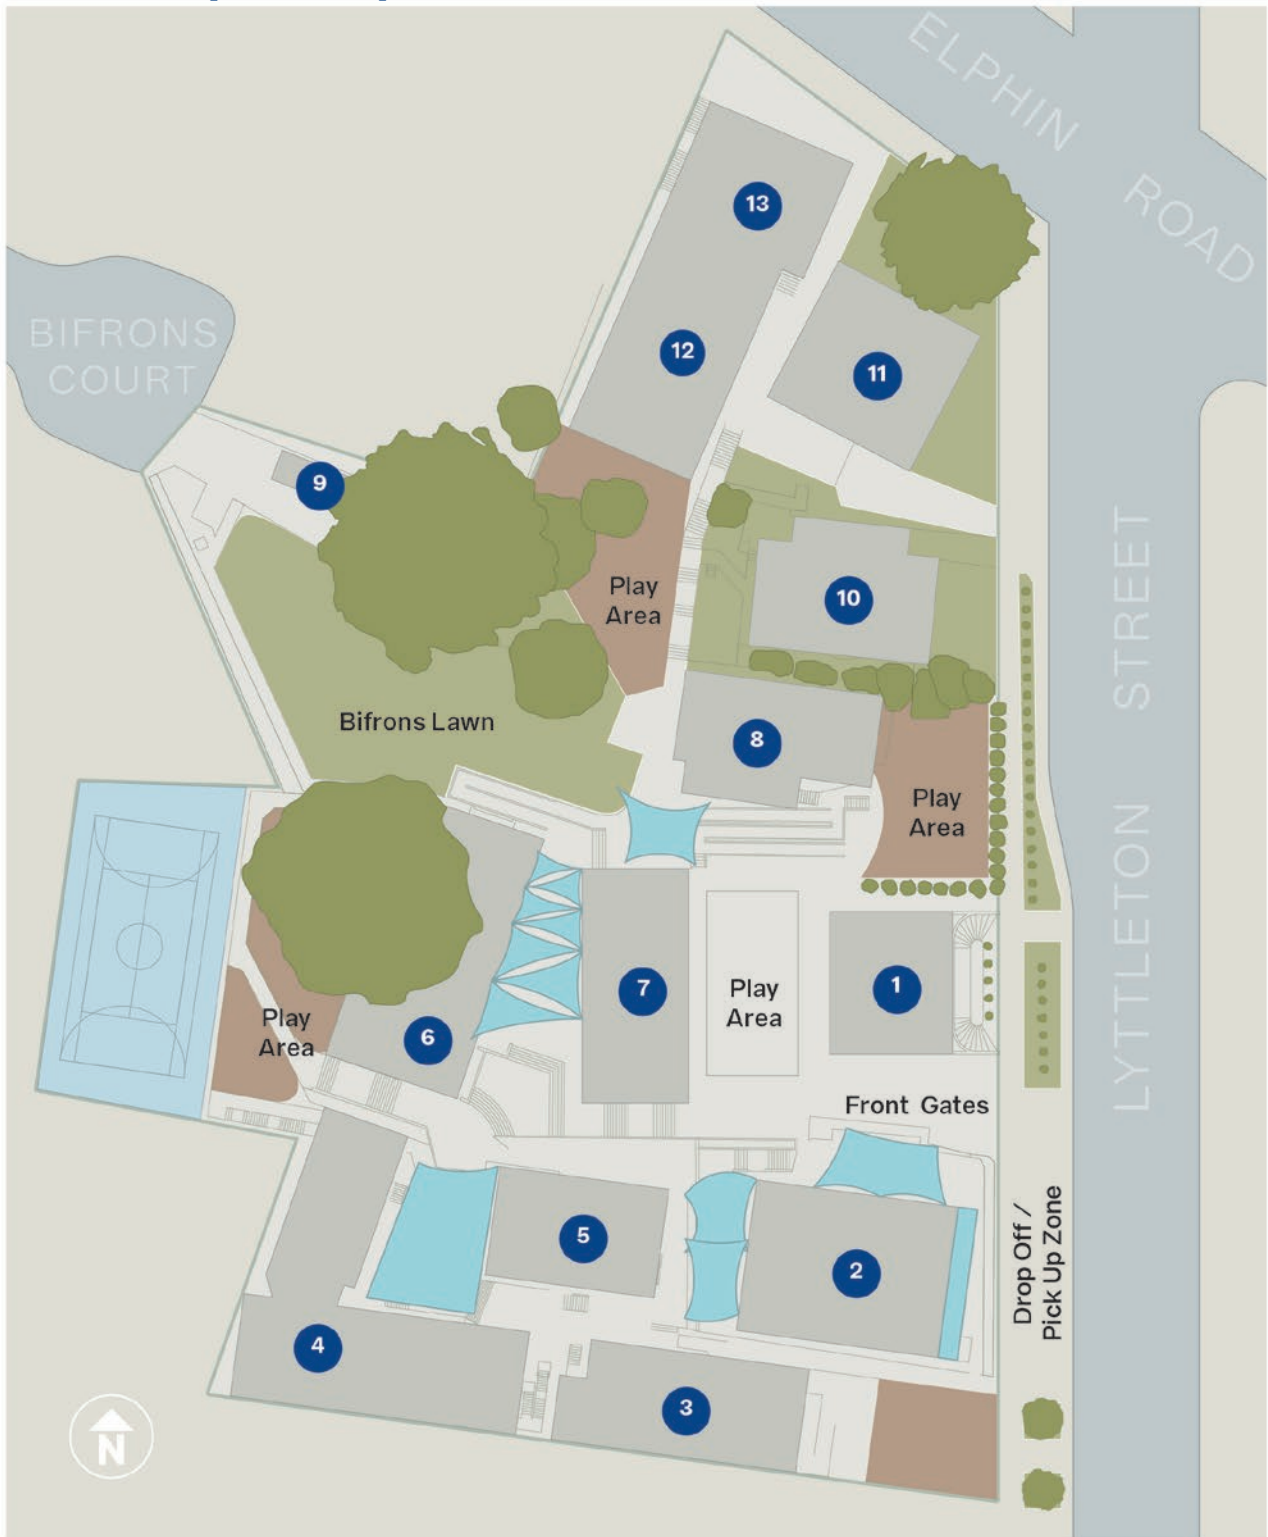 ELPHIN
ROAD
13
BIFRONS
COURT
12
11
9
Play
Area
10
LYTTLETON STREET
Bifrons Lawn
8
Play
Area
7
Play
Area
1
Play
Area
6
Front Gates
Drop Off /
Pick Up Zone
5
2
4
3
N